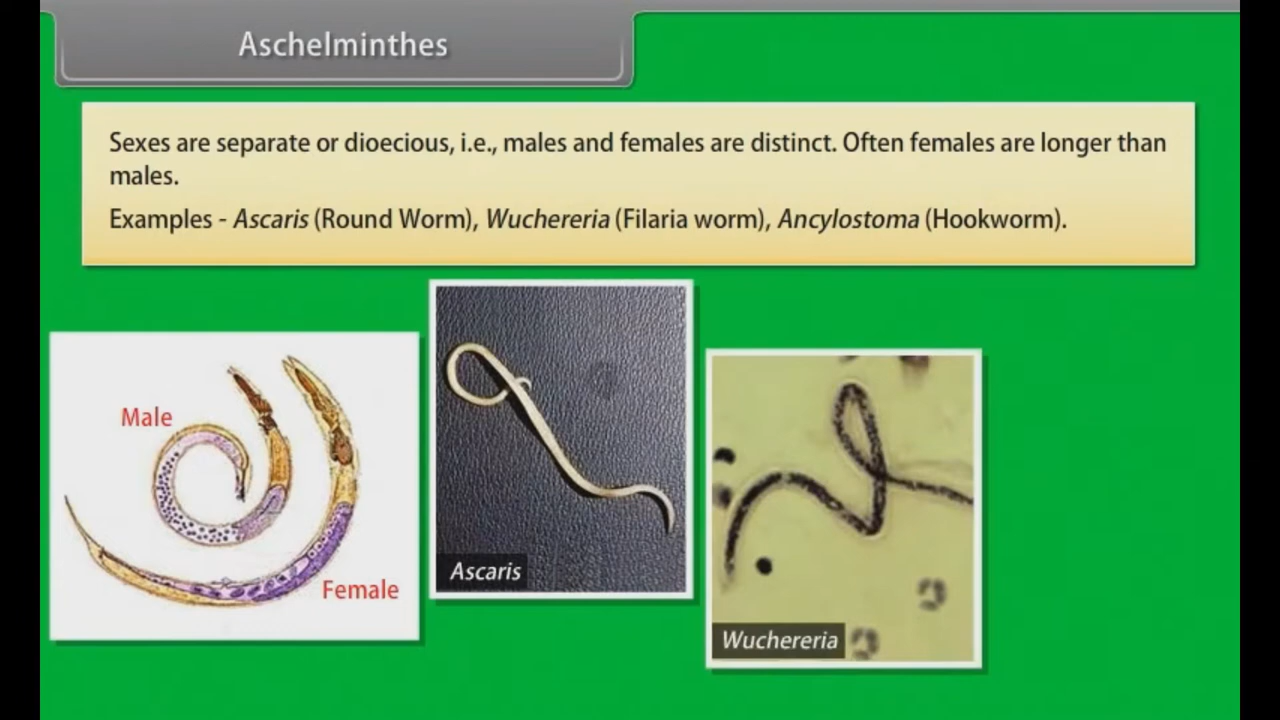 Aschelminthes
Sexes are separate or dioecious, i.e., males and females are distinct. Often females are longer than
males.
Examples - Ascaris (Round Worm), Wuchereria (Filaria worm), Ancylostoma (Hookworm).
Male
Female
Ascaris
Wuchereria